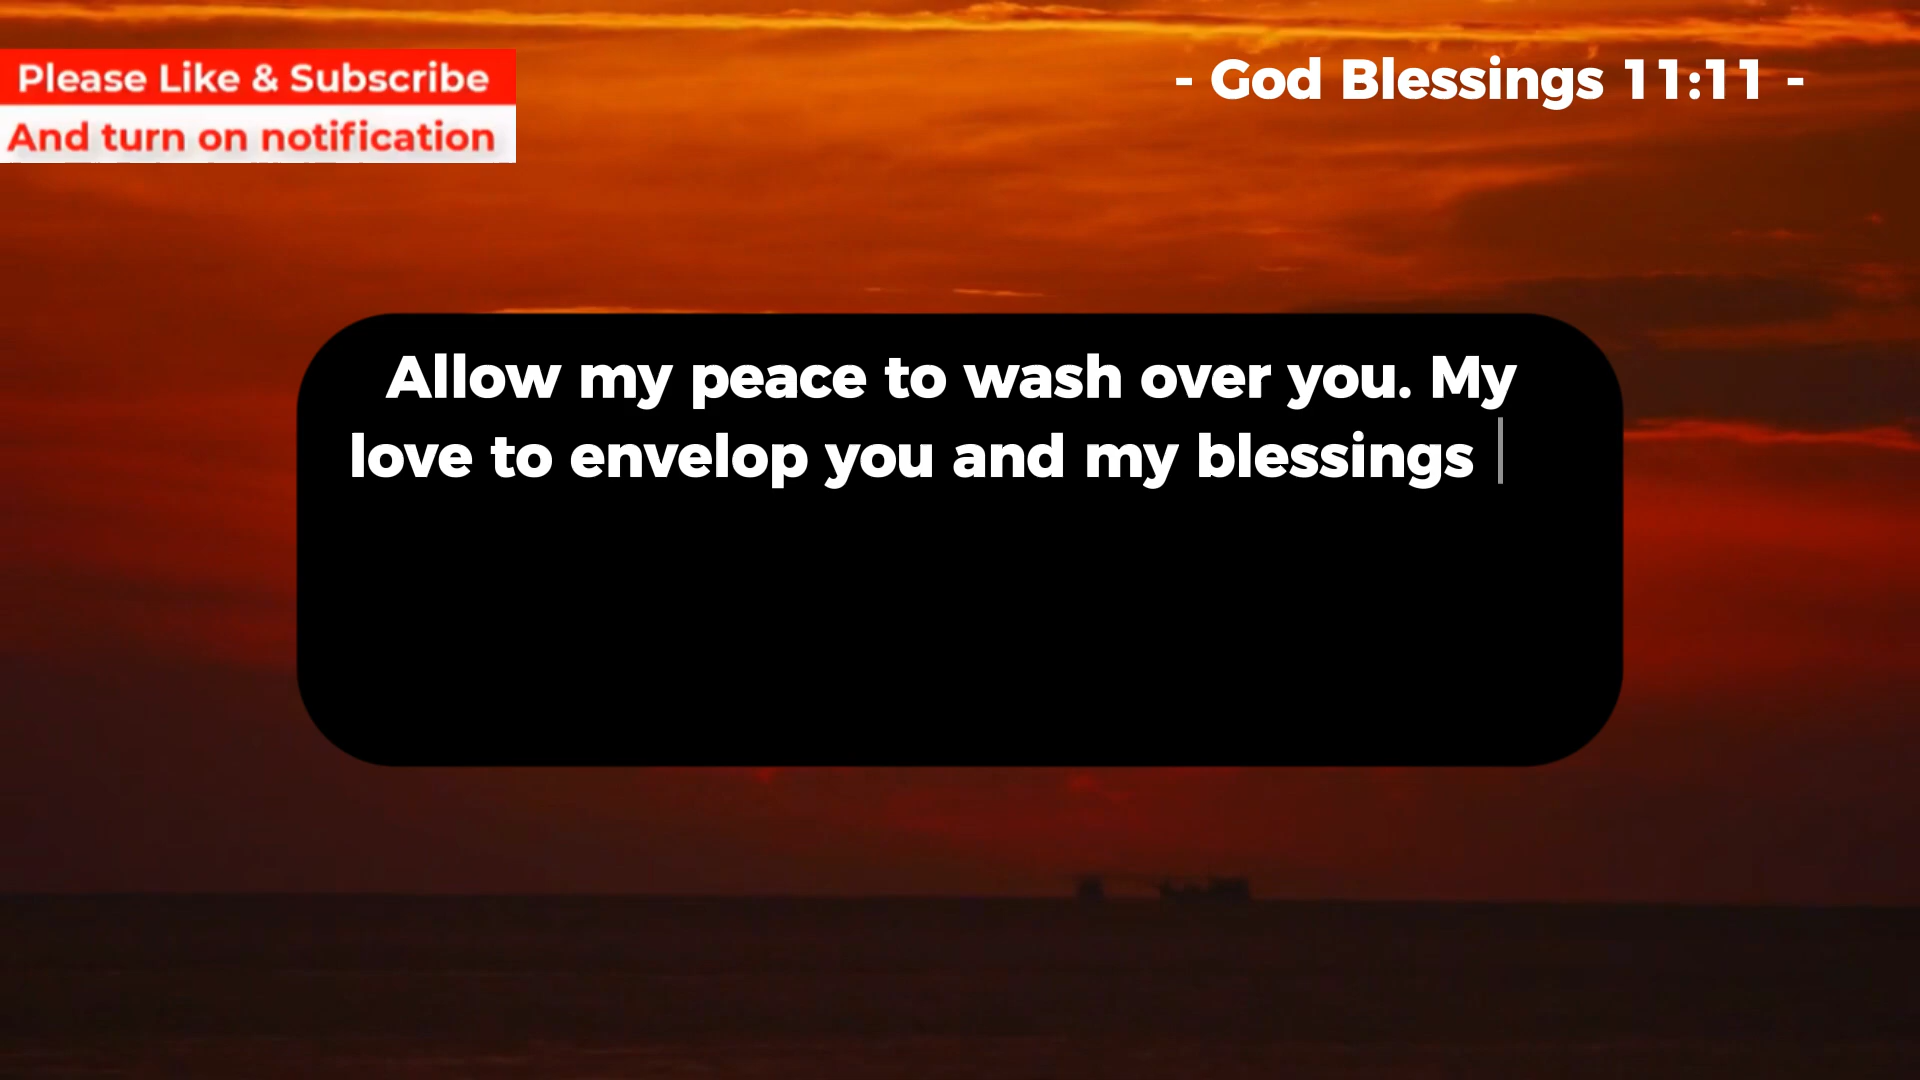 Please Like & Subscribe
And turn on notification
- God Blessings 11:11 -
Allow my peace to wash over you. My
love to envelop you and my blessings